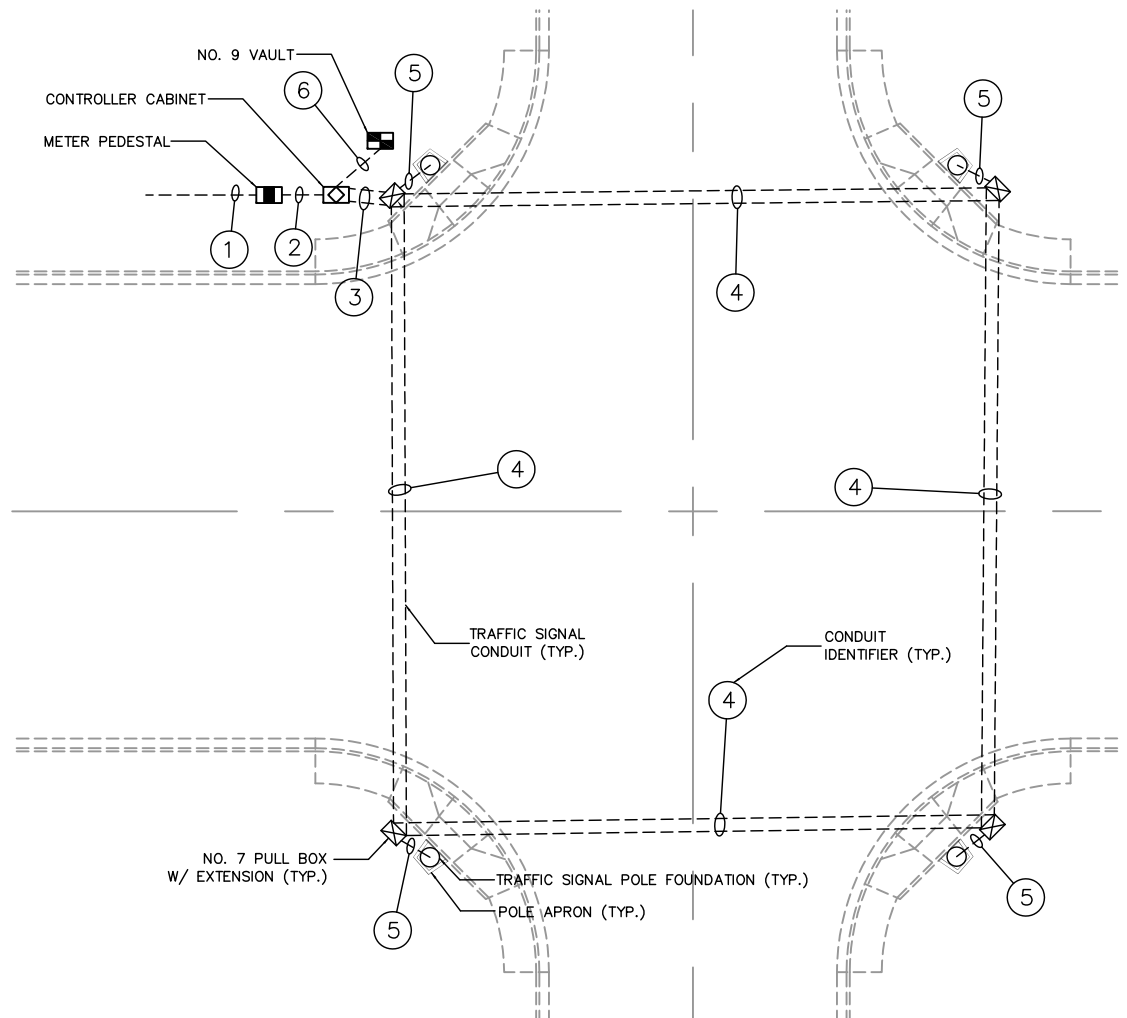 NO. 9 VAULT
5
6
5
CONTROLLER CABINET
METER PEDESTAL
1
2
3
4
4
4
TRAFFIC SIGNAL
CONDUIT (TYP.)
CONDUIT
IDENTIFIER (TYP.)
4
NO. 7 PULL BOX
W/ EXTENSION (TYP.)
TRAFFIC SIGNAL POLE FOUNDATION (TYP.)
POLE APRON (TYP.)
5
5